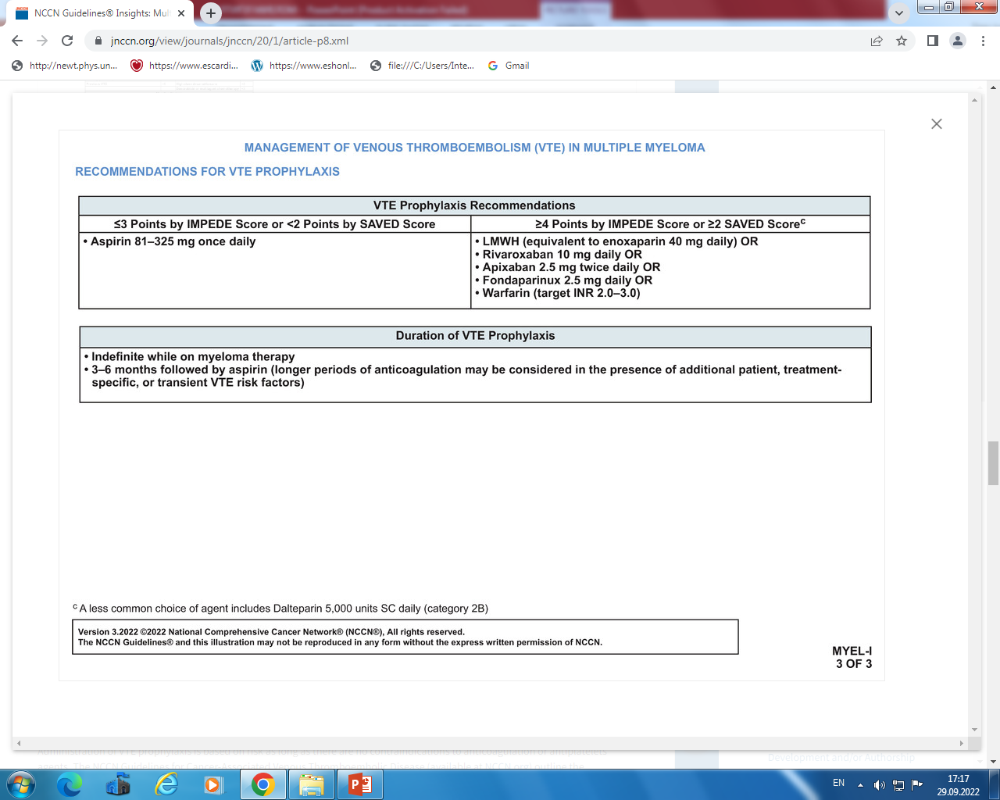 NCCN Guidelines® Insights: Mul
jnccn.org/view/journals/jnccn/20/1/article-p8.xml
http://newt.phys.un...
https://www.escardi...
https://www.eshonl...
file:///C:/Users/Inte...
Gmail
MANAGEMENT OF VENOUS THROMBOEMBOLISM (VTE) IN MULTIPLE MYELOMA
RECOMMENDATIONS FOR VTE PROPHYLAXIS
VTE Prophylaxis Recommendations
≤3 Points by IMPEDE Score or <2 Points by SAVED Score
• Aspirin 81–325 mg once daily
≥4 Points by IMPEDE Score or ≥2 SAVED Scoreᶜ
• LMWH (equivalent to enoxaparin 40 mg daily) OR
• Rivaroxaban 10 mg daily OR
• Apixaban 2.5 mg twice daily OR
• Fondaparinux 2.5 mg daily OR
• Warfarin (target INR 2.0–3.0)
Duration of VTE Prophylaxis
• Indefinite while on myeloma therapy
• 3–6 months followed by aspirin (longer periods of anticoagulation may be considered in the presence of additional patient, treatment-
specific, or transient VTE risk factors)
ᶜ A less common choice of agent includes Dalteparin 5,000 units SC daily (category 2B)
Version 3.2022 ©2022 National Comprehensive Cancer Network® (NCCN®), All rights reserved.
The NCCN Guidelines® and this illustration may not be reproduced in any form without the express written permission of NCCN.
MYEL-I
3 OF 3
Development and/or Authorship
EN
17:17
29.09.2022